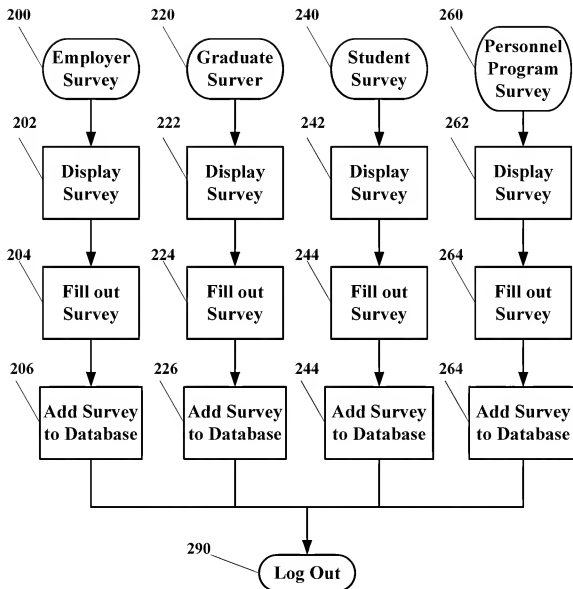 200
220
240
260
Employer
Survey
Graduate
Surver
Student
Survey
Personnel
Program
Survey
202
222
242
262
Display
Survey
Display
Survey
Display
Survey
Display
Survey
204
224
244
264
Fill out
Survey
Fill out
Survey
Fill out
Survey
Fill out
Survey
206
226
244
264
Add Survey
to Database
Add Survey
to Database
Add Survey
to Database
Add Survey
to Database
290
Log Out